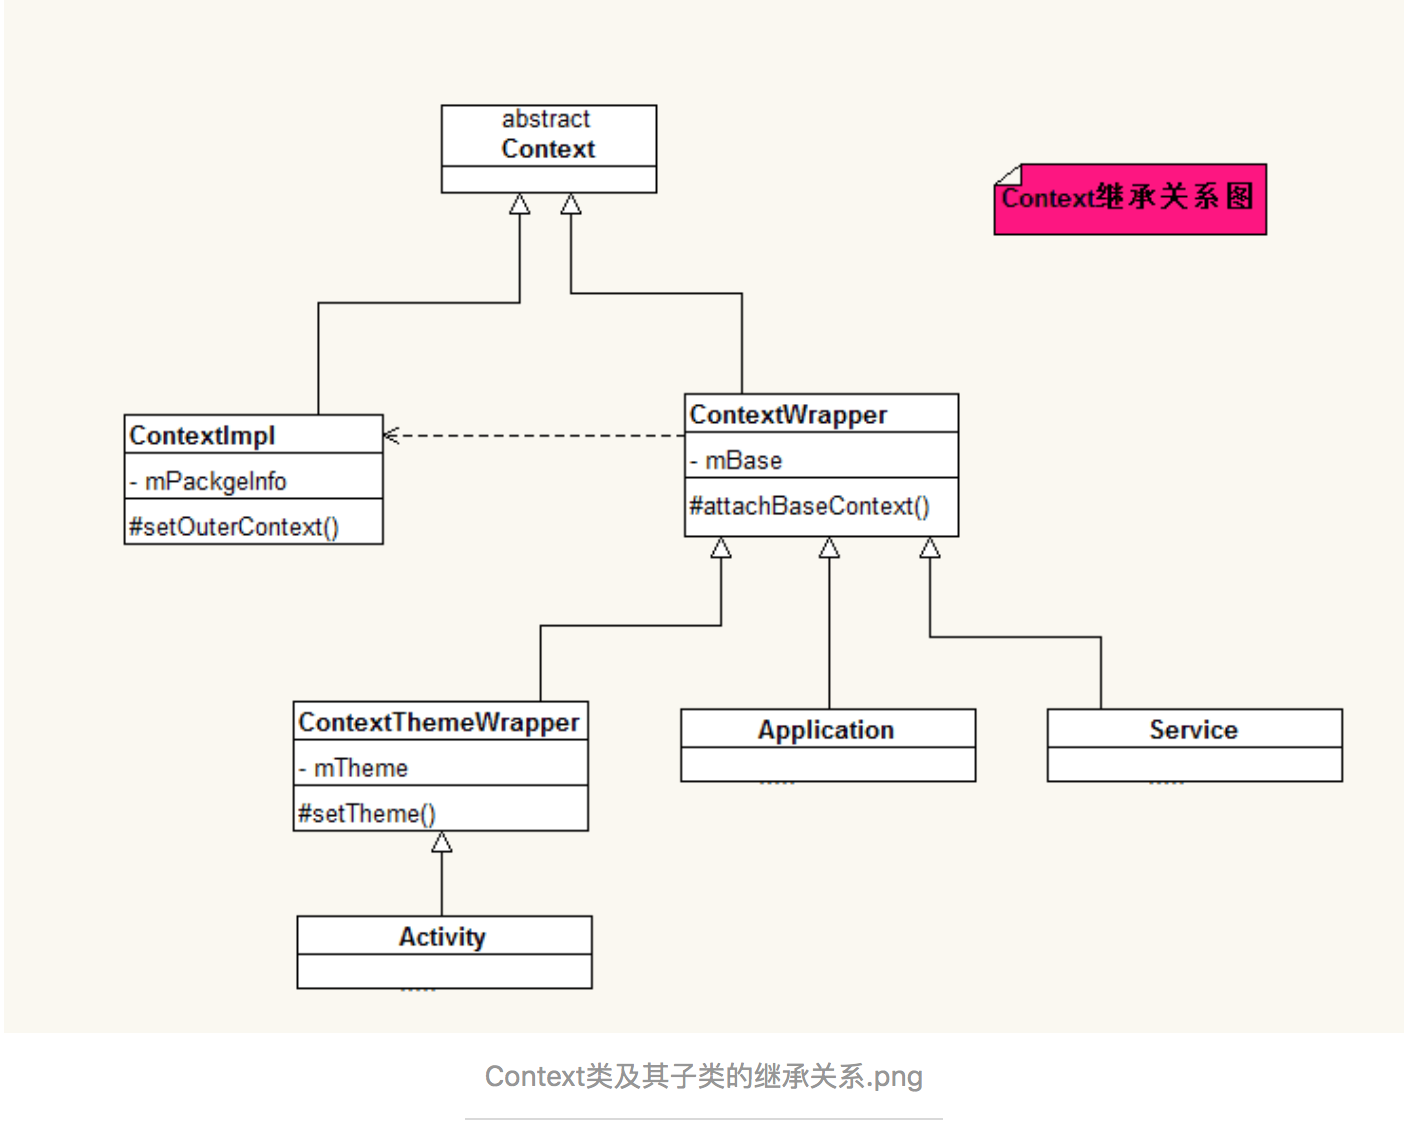 abstract
Context
Context继承关系图
ContextImpl
- mPackgeInfo
#setOuterContext()
ContextWrapper
- mBase
#attachBaseContext()
ContextThemeWrapper
- mTheme
#setTheme()
Application
Service
Activity
Context类及其子类的继承关系.png